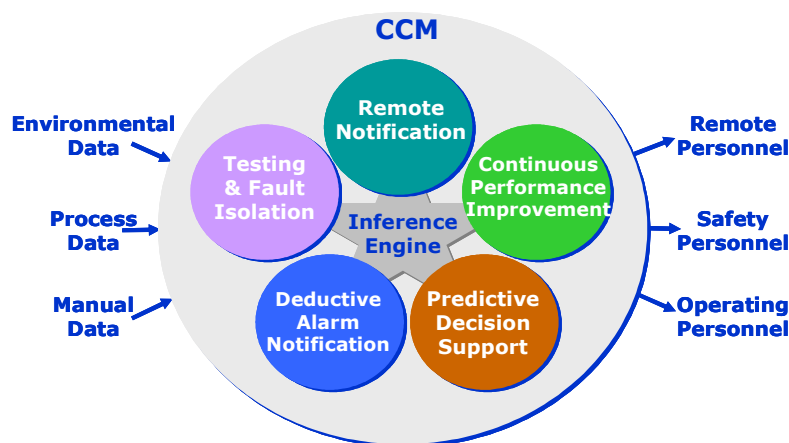 CCM
Environmental
Data
Process
Data
Manual
Data
Remote
Notification
Testing
& Fault
Isolation
Continuous
Performance
Improvement
Inference
Engine
Deductive
Alarm
Notification
Predictive
Decision
Support
Remote
Personnel
Safety
Personnel
Operating
Personnel